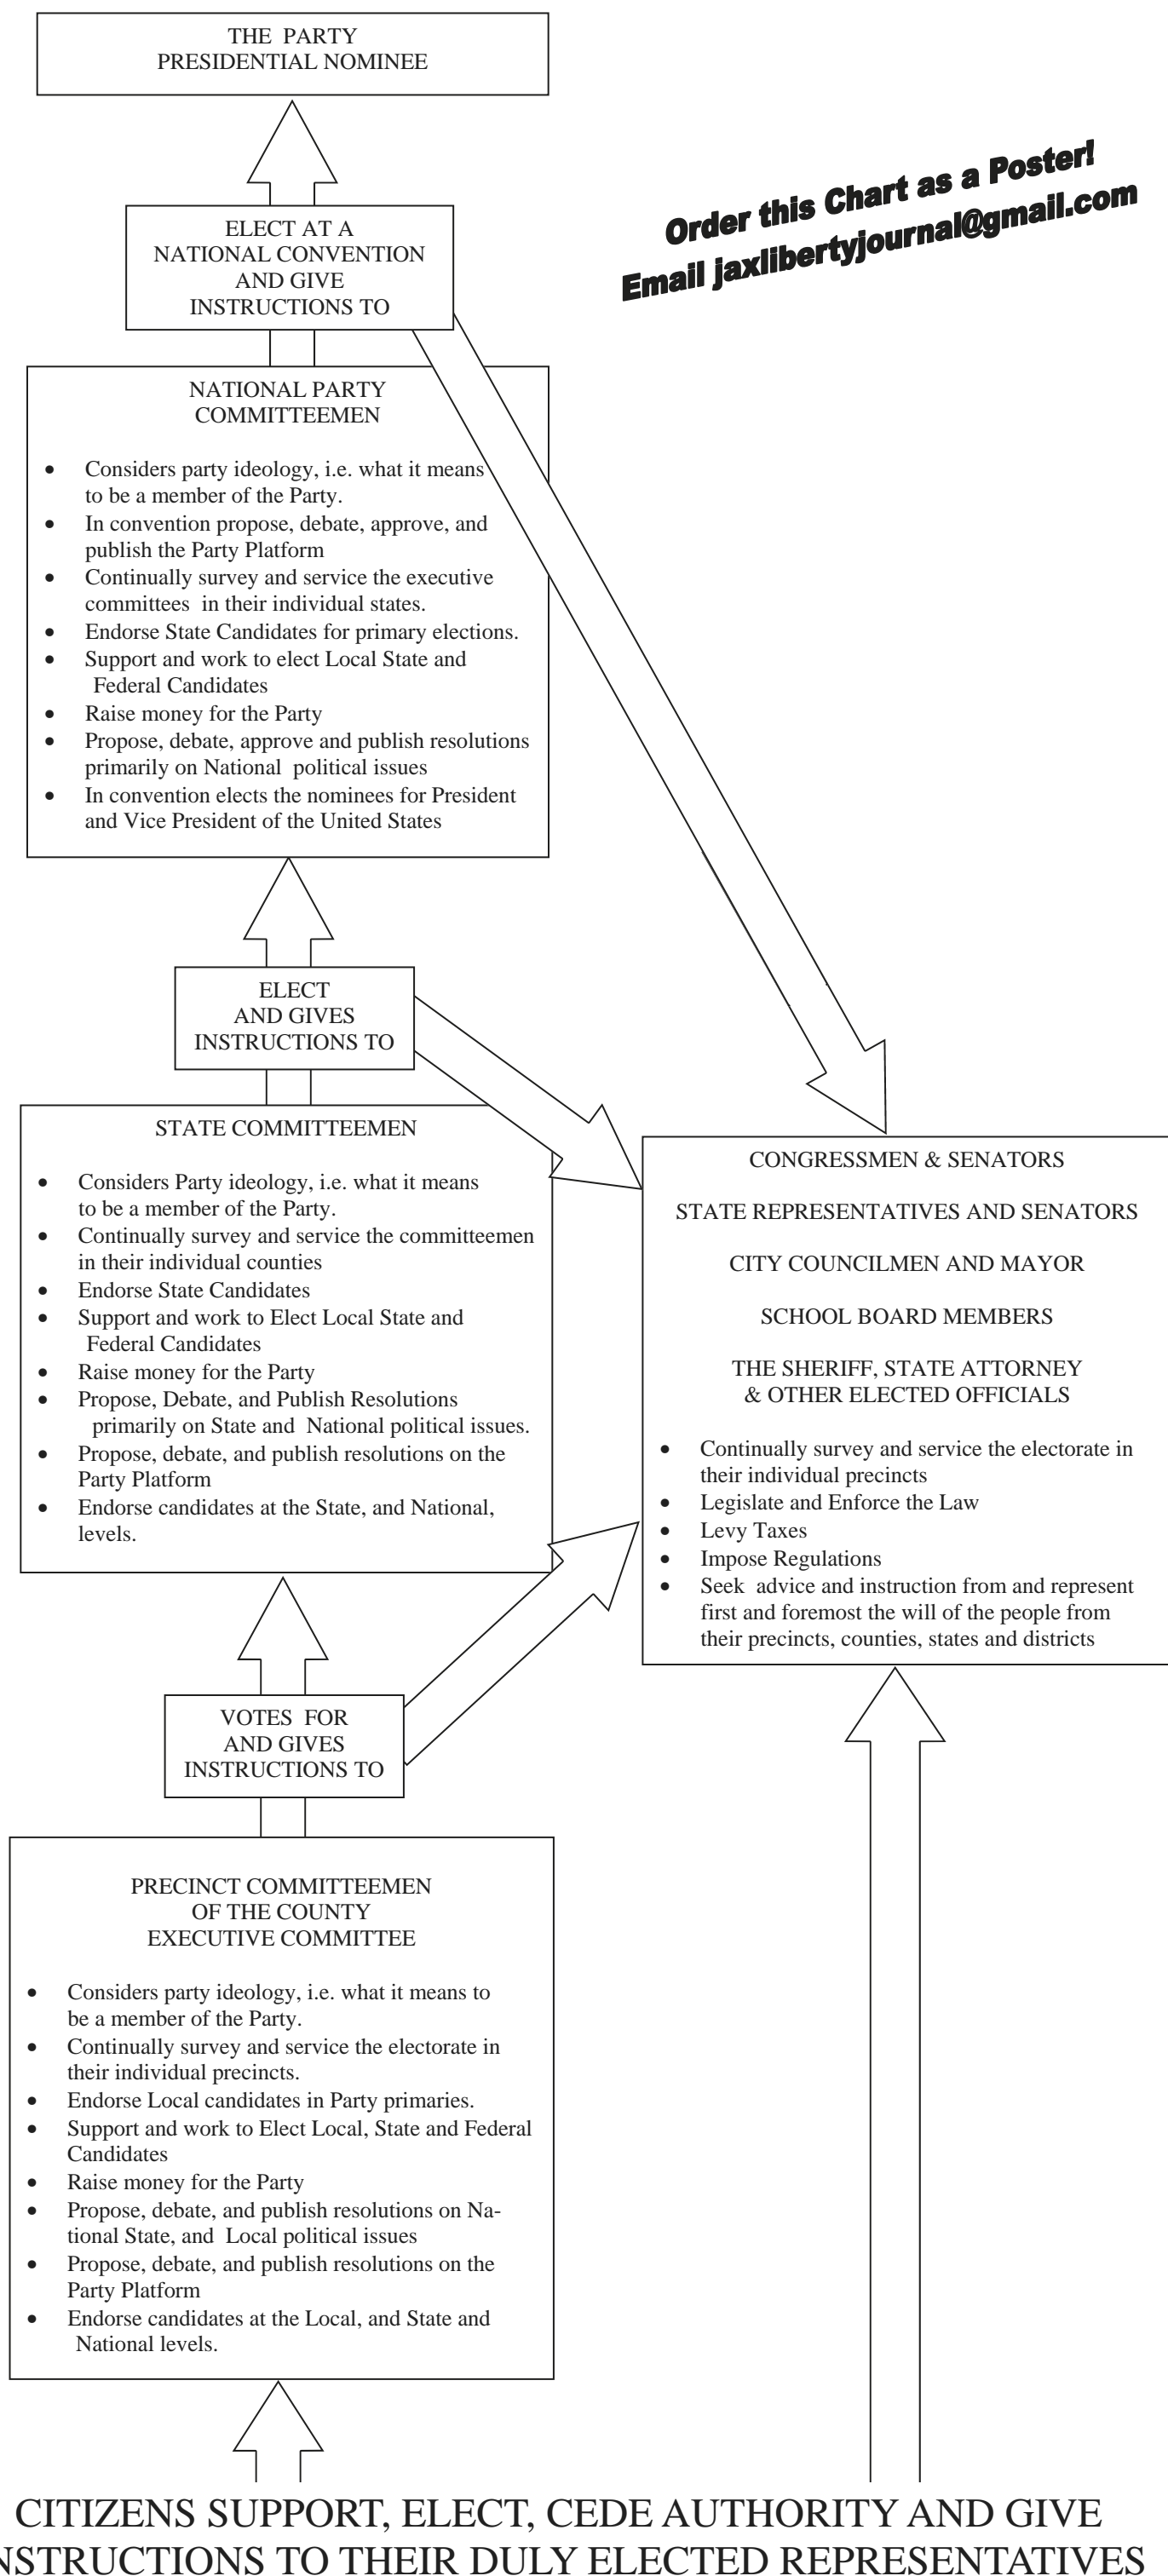 THE PARTY
PRESIDENTIAL NOMINEE
Order this Chart as a Poster!
Email jaxlibertyjournal@gmail.com
ELECT AT A
NATIONAL CONVENTION
AND GIVE
INSTRUCTIONS TO
NATIONAL PARTY
COMMITTEEMEN
• Considers party ideology, i.e. what it means
to be a member of the Party.
• In convention propose, debate, approve, and
publish the Party Platform
• Continually survey and service the executive
committees in their individual states.
• Endorse State Candidates for primary elections.
• Support and work to elect Local State and
Federal Candidates
• Raise money for the Party
• Propose, debate, approve and publish resolutions
primarily on National political issues
• In convention elects the nominees for President
and Vice President of the United States
ELECT
AND GIVES
INSTRUCTIONS TO
STATE COMMITTEEMEN
• Considers Party ideology, i.e. what it means
to be a member of the Party.
• Continually survey and service the committeemen
in their individual counties
• Endorse State Candidates
• Support and work to Elect Local State and
Federal Candidates
• Raise money for the Party
• Propose, Debate, and Publish Resolutions
primarily on State and National political issues.
• Propose, debate, and publish resolutions on the
Party Platform
• Endorse candidates at the State, and National,
levels.
CONGRESSMEN & SENATORS
STATE REPRESENTATIVES AND SENATORS
CITY COUNCILMEN AND MAYOR
SCHOOL BOARD MEMBERS
THE SHERIFF, STATE ATTORNEY
& OTHER ELECTED OFFICIALS
• Continually survey and service the electorate in
their individual precincts
• Legislate and Enforce the Law
• Levy Taxes
• Impose Regulations
• Seek advice and instruction from and represent
first and foremost the will of the people from
their precincts, counties, states and districts
VOTES FOR
AND GIVES
INSTRUCTIONS TO
PRECINCT COMMITTEEMEN
OF THE COUNTY
EXECUTIVE COMMITTEE
• Considers party ideology, i.e. what it means to
be a member of the Party.
• Continually survey and service the electorate in
their individual precincts.
• Endorse Local candidates in Party primaries.
• Support and work to Elect Local, State and Federal
Candidates
• Raise money for the Party
• Propose, debate, and publish resolutions on Na-
tional State, and Local political issues
• Propose, debate, and publish resolutions on the
Party Platform
• Endorse candidates at the Local, and State and
National levels.
CITIZENS SUPPORT, ELECT, CEDE AUTHORITY AND GIVE
NSTRUCTIONS TO THEIR DULY ELECTED REPRESENTATIVES